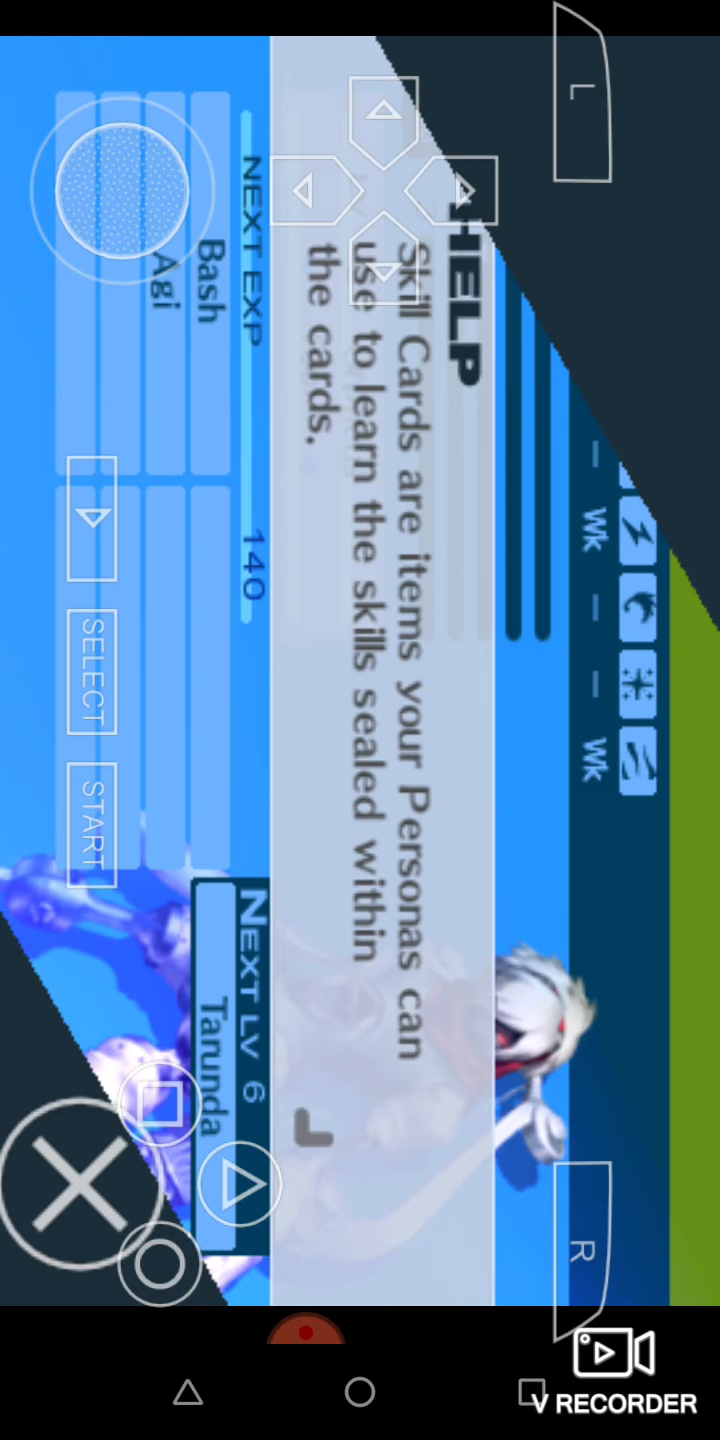 L
Wk
–
–
Wk
HELP
Skill Cards are items your Personas can
use to learn the skills sealed within
the cards.
NEXT EXP 140
Bash
Agi
NEXT LV 6
Tarunda
SELECT
START
R
V RECORDER